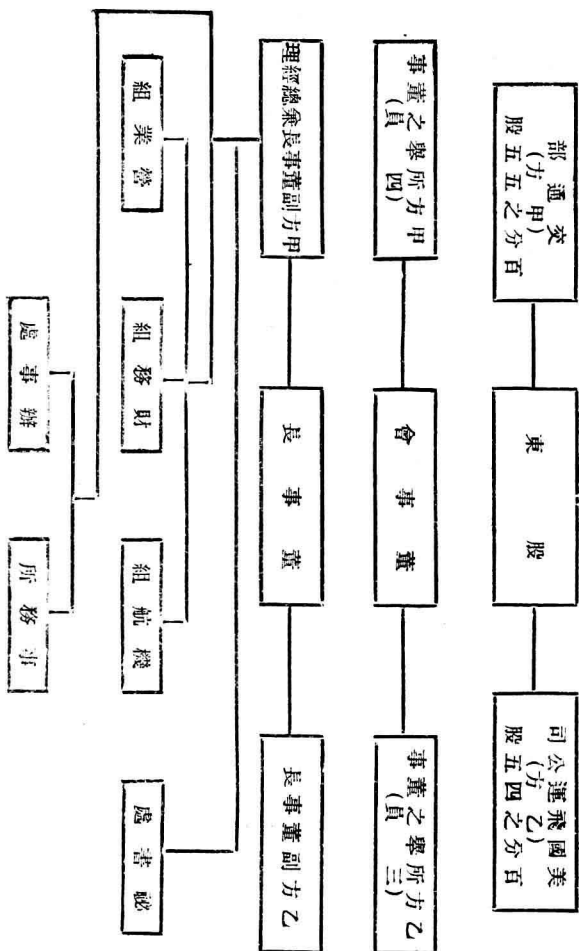 美國飛運公司
(乙方)
百分之四五股
股東
交通部
(甲方)
百分之五五股
乙方所舉之董事
(三員)
董事會
甲方所舉之董事
(四員)
乙方副董事長
董事長
甲方副董事長兼總經理
祕書處
機航組
財務組
營業組
事務所
辦事處